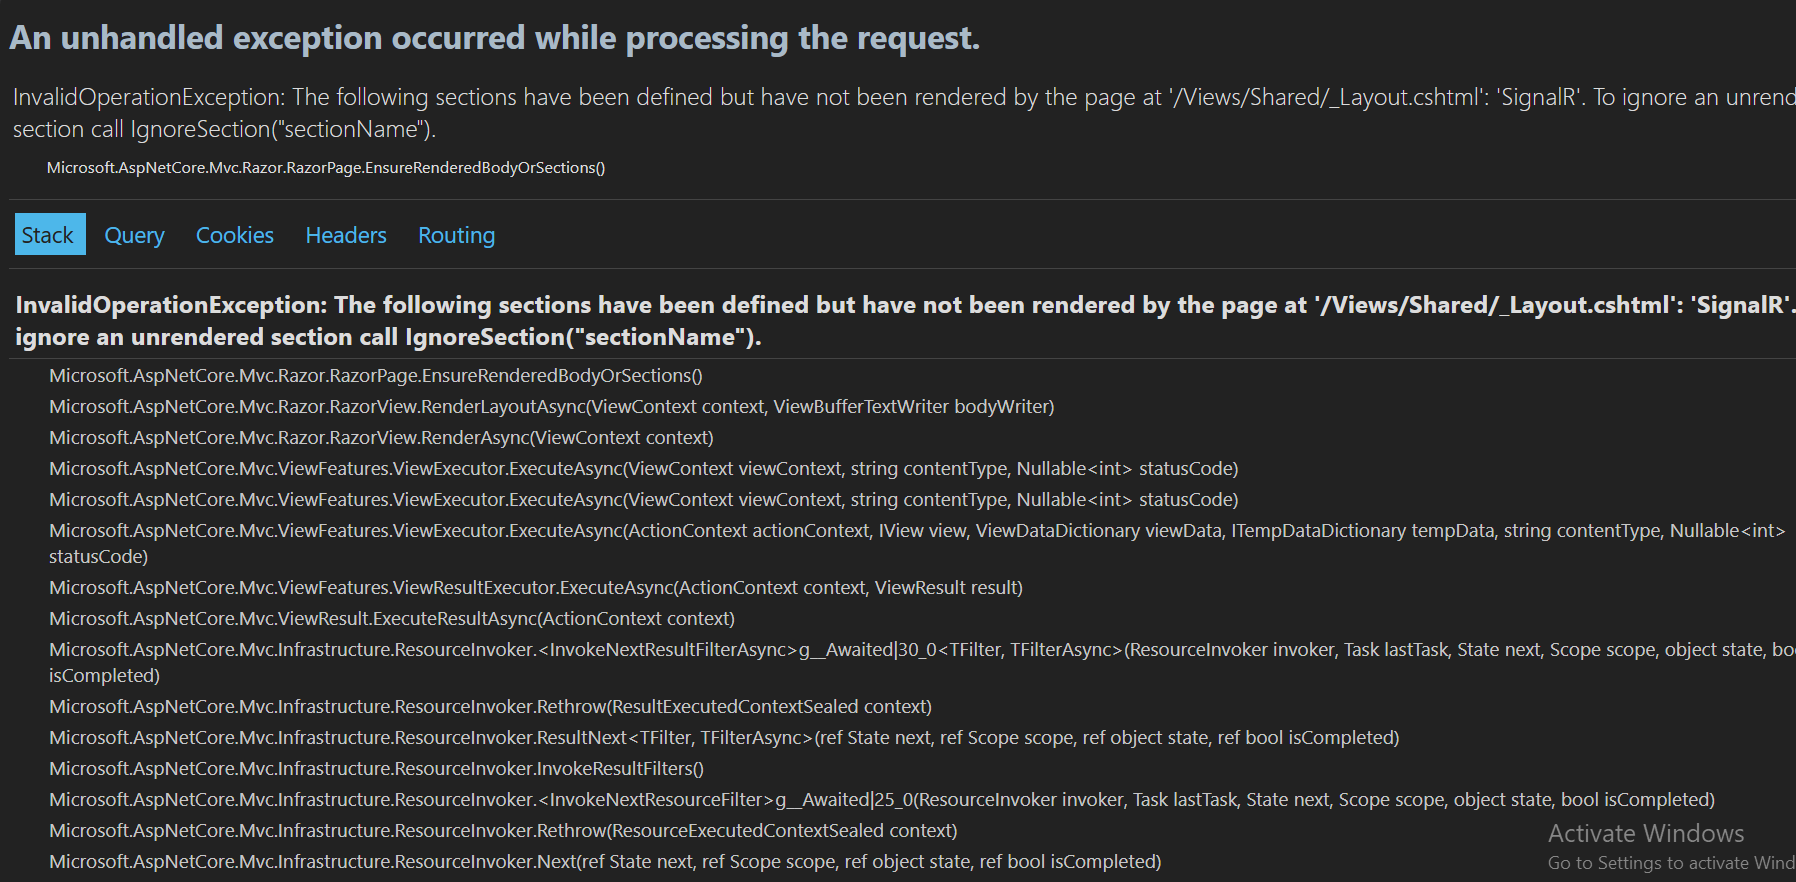 An unhandled exception occurred while processing the request.
InvalidOperationException: The following sections have been defined but have not been rendered by the page at '/Views/Shared/_Layout.cshtml': 'SignalR'. To ignore an
section call IgnoreSection("sectionName").
Microsoft.AspNetCore.Mvc.Razor.RazorPage.EnsureRenderedBodyOrSections()
Stack Query Cookies Headers Routing
InvalidOperationException: The following sections have been defined but have not been rendered by the page at '/Views/Shared/_Layout.cshtml': 'SignalR'.
ignore an unrendered section call IgnoreSection("sectionName").
Microsoft.AspNetCore.Mvc.Razor.RazorPage.EnsureRenderedBodyOrSections()
Microsoft.AspNetCore.Mvc.Razor.RazorView.RenderLayoutAsync(ViewContext context, ViewBufferTextWriter bodyWriter)
Microsoft.AspNetCore.Mvc.Razor.RazorView.RenderAsync(ViewContext context)
Microsoft.AspNetCore.Mvc.ViewFeatures.ViewExecutor.ExecuteAsync(ViewContext viewContext, string contentType, Nullable<int> statusCode)
Microsoft.AspNetCore.Mvc.ViewFeatures.ViewExecutor.ExecuteAsync(ViewContext viewContext, string contentType, Nullable<int> statusCode)
Microsoft.AspNetCore.Mvc.ViewFeatures.ViewExecutor.ExecuteAsync(ActionContext actionContext, IView view, ViewDataDictionary viewData, ITempDataDictionary tempData, string contentType, Nullable<int>
statusCode)
Microsoft.AspNetCore.Mvc.ViewFeatures.ViewResultExecutor.ExecuteAsync(ActionContext context, ViewResult result)
Microsoft.AspNetCore.Mvc.ViewResult.ExecuteResultAsync(ActionContext context)
Microsoft.AspNetCore.Mvc.Infrastructure.ResourceInvoker.<InvokeNextResultFilterAsync>g__Awaited|30_0<TFilter, TFilterAsync>(ResourceInvoker invoker, Task lastTask, State next, Scope scope, object state,
isCompleted)
Microsoft.AspNetCore.Mvc.Infrastructure.ResourceInvoker.Rethrow(ResultExecutedContextSealed context)
Microsoft.AspNetCore.Mvc.Infrastructure.ResourceInvoker.ResultNext<TFilter, TFilterAsync>(ref State next, ref Scope scope, ref object state, ref bool isCompleted)
Microsoft.AspNetCore.Mvc.Infrastructure.ResourceInvoker.InvokeResultFilters()
Microsoft.AspNetCore.Mvc.Infrastructure.ResourceInvoker.<InvokeNextResourceFilter>g__Awaited|25_0(ResourceInvoker invoker, Task lastTask, State next, Scope scope, object state, bool isCompleted)
Microsoft.AspNetCore.Mvc.Infrastructure.ResourceInvoker.Rethrow(ResourceExecutedContextSealed context)
Activate Windows
Microsoft.AspNetCore.Mvc.Infrastructure.ResourceInvoker.Next(ref State next, ref Scope scope, ref object state, ref bool isCompleted)
Go to Settings to activate